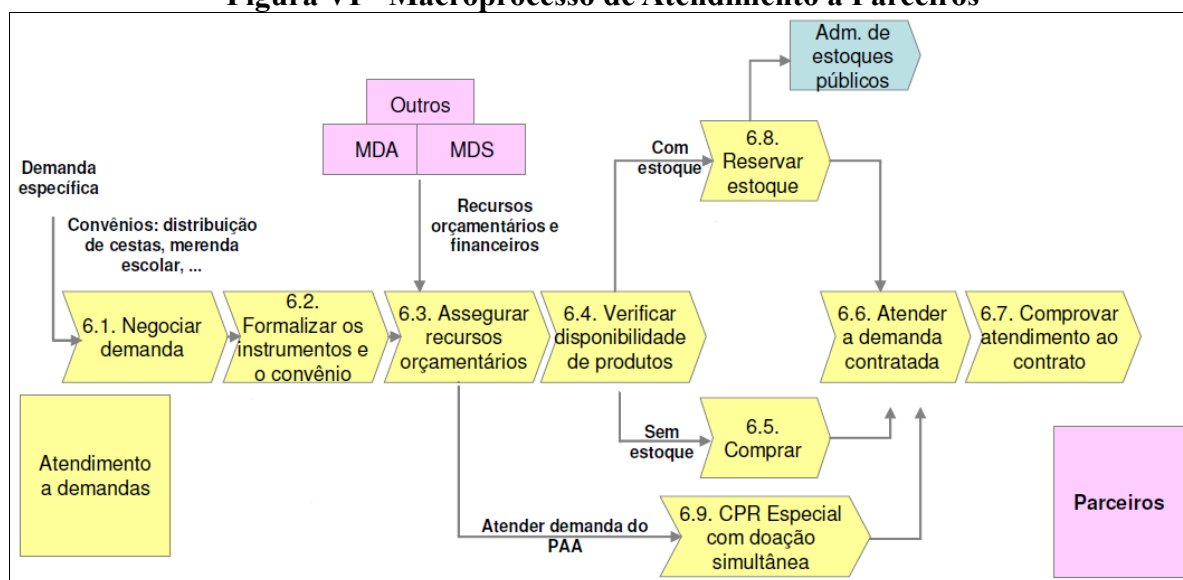 Figura VI - Macroprocesso de Atendimento a Parceiros
Adm. de
estoques
públicos
Outros
MDA
MDS
Demanda
específica
Convênios: distribuição
de cestas, merenda
escolar, ...
Recursos
orçamentários e
financeiros
Com
estoque
6.8.
Reservar
estoque
6.1. Negociar
demanda
6.2.
Formalizar os
instrumentos e
o convênio
6.3. Assegurar
recursos
orçamentários
6.4. Verificar
disponibilidade
de produtos
6.6. Atender
a demanda
contratada
6.7. Comprovar
atendimento ao
contrato
Sem
estoque
6.5.
Comprar
Atendimento
a demandas
Atender demanda do
PAA
6.9. CPR Especial
com doação
simultânea
Parceiros